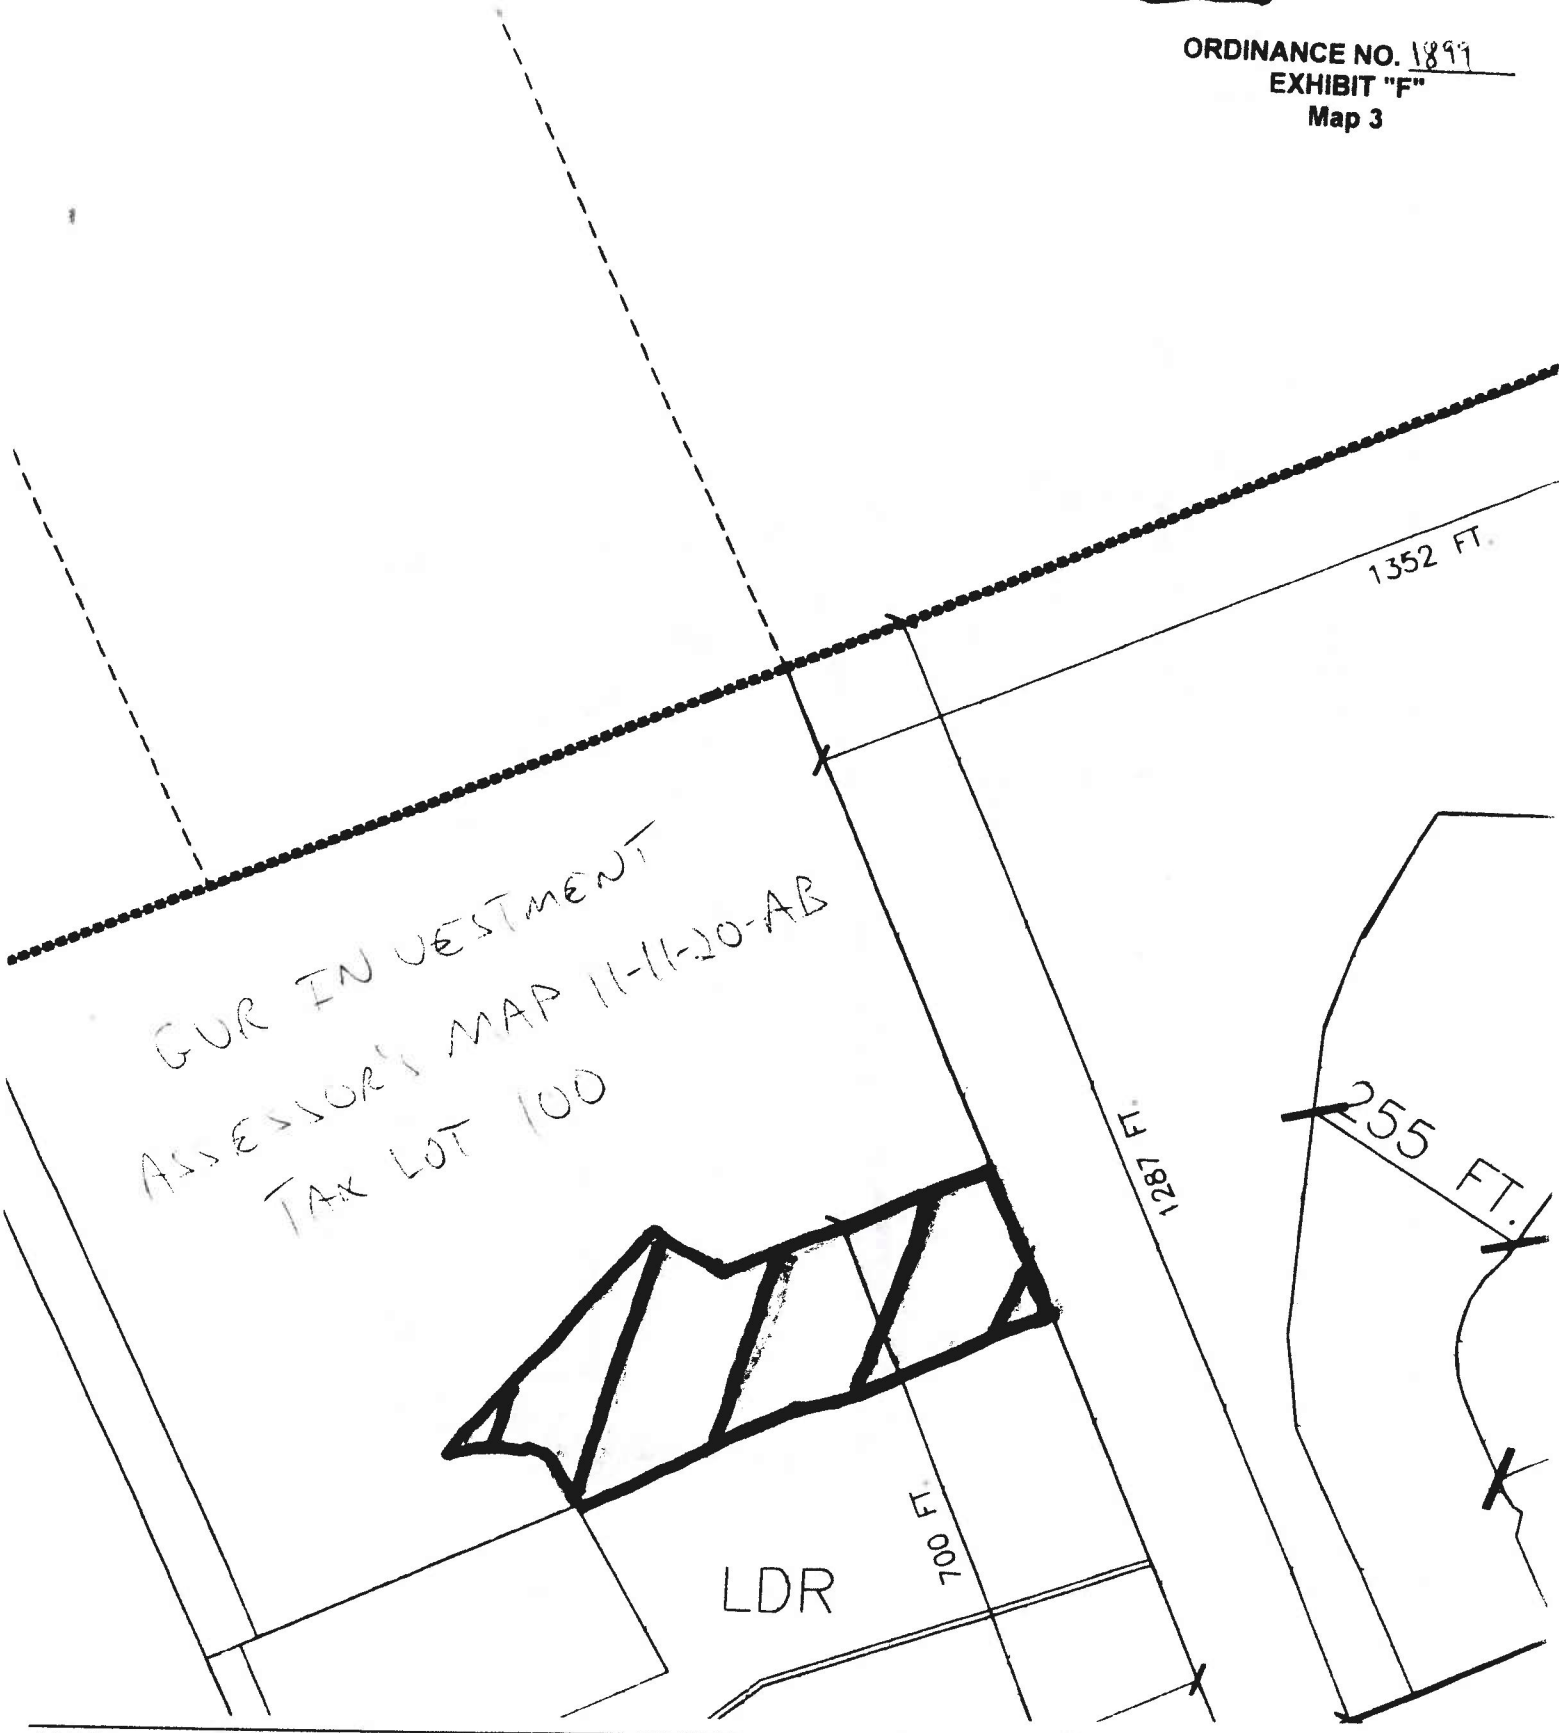 ORDINANCE NO. 1899
EXHIBIT "F"
Map 3
1352 FT.
GVR INVESTMENT
ASSESSOR'S MAP 11-11-20-AB
TAX LOT 100
1287 FT.
255 FT.
700 FT.
LDR